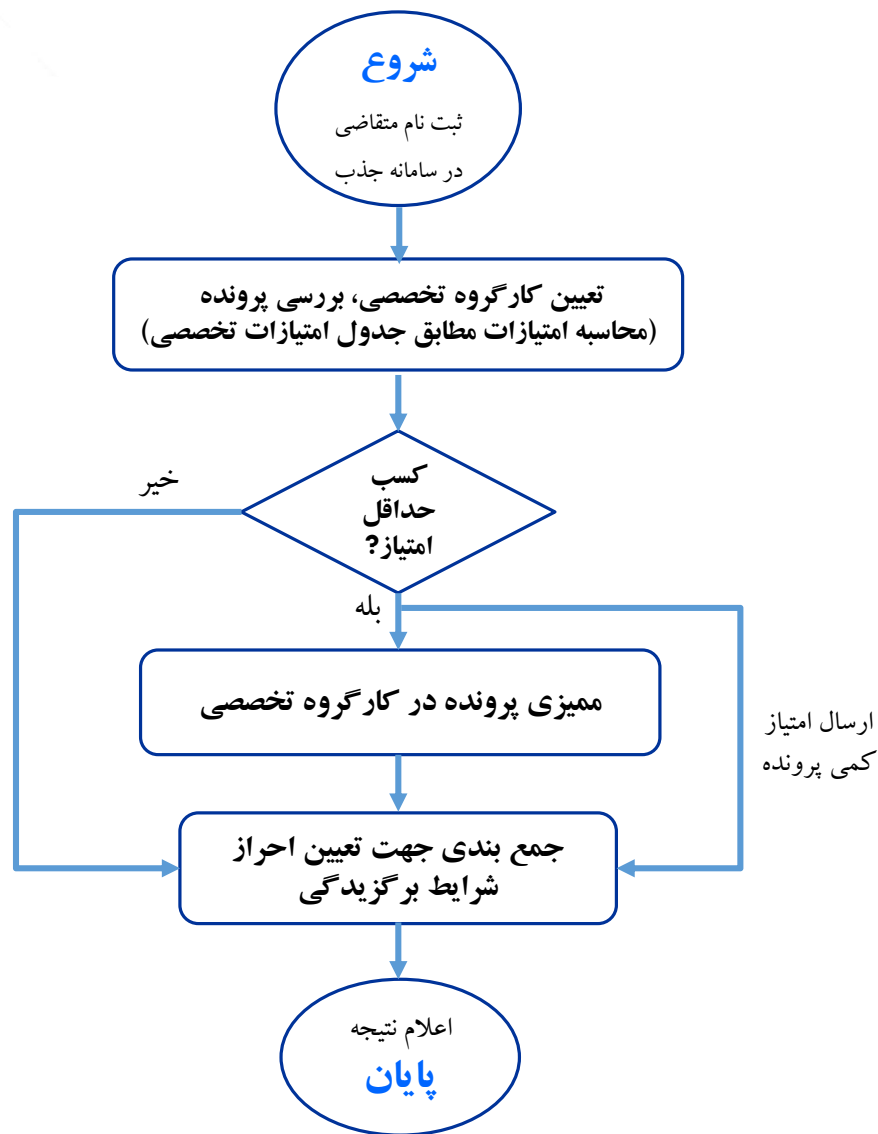 شروع
ثبت نام متقاضی
در سامانه جذب
تعیین کارگروه تخصصی، بررسی پرونده
(محاسبه امتیازات مطابق جدول امتیازات تخصصی)
کسب
حداقل
امتیاز?
خیر
بله
ممیزی پرونده در کارگروه تخصصی
ارسال امتیاز
کمی پرونده
جمع بندی جهت تعیین احراز
شرایط برگزیدگی
اعلام نتیجه
پایان